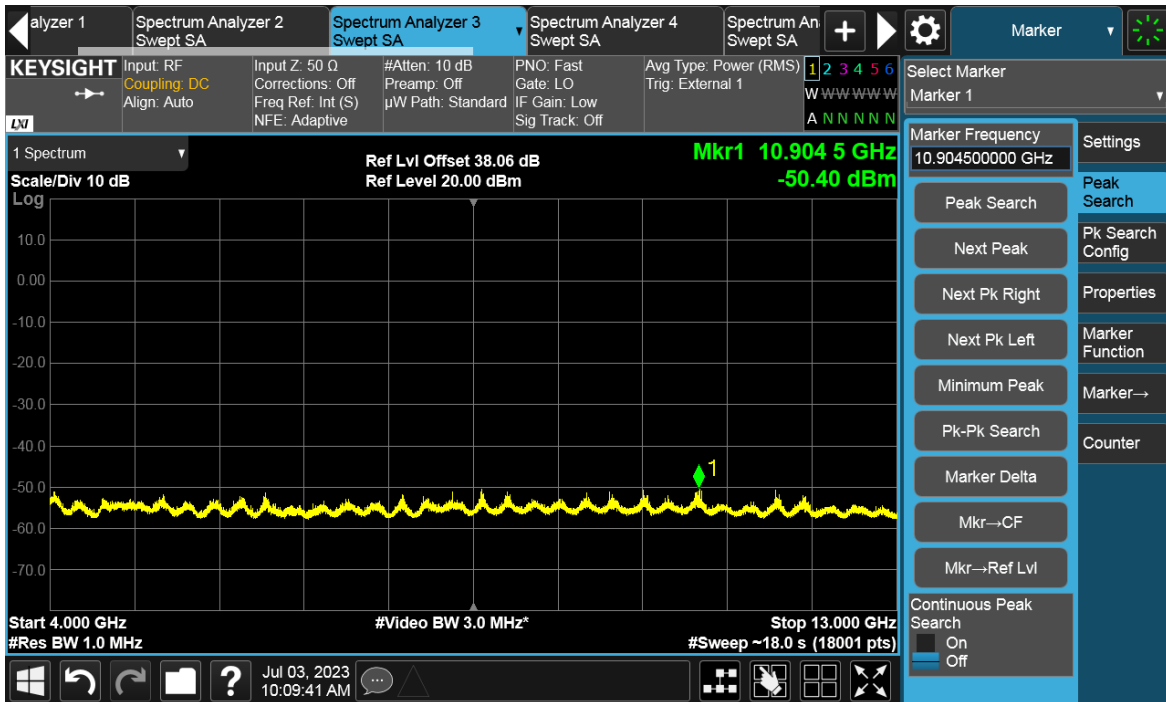 alyzer 1
Spectrum Analyzer 2
Swept SA
Spectrum Analyzer 3
Swept SA
Spectrum Analyzer 4
Swept SA
Spectrum An
Swept SA
+
Marker
KEYSIGHT
LXI
Input: RF
Coupling: DC
Align: Auto
Input Z: 50 Ω
Corrections: Off
Freq Ref: Int (S)
NFE: Adaptive
#Atten: 10 dB
Preamp: Off
µW Path: Standard
PNO: Fast
Gate: LO
IF Gain: Low
Sig Track: Off
Avg Type: Power (RMS)
Trig: External 1
1 2 3 4 5 6
W W W W W W
A N N N N N
Select Marker
Marker 1
1 Spectrum
Scale/Div 10 dB
Log
Ref Lvl Offset 38.06 dB
Ref Level 20.00 dBm
Mkr1 10.904 5 GHz
-50.40 dBm
10.0
0.00
-10.0
-20.0
-30.0
-40.0
-50.0
-60.0
-70.0
1
Start 4.000 GHz
#Res BW 1.0 MHz
#Video BW 3.0 MHz*
Stop 13.000 GHz
#Sweep ~18.0 s (18001 pts)
Marker Frequency
10.904500000 GHz
Peak Search
Next Peak
Next Pk Right
Next Pk Left
Minimum Peak
Pk-Pk Search
Marker Delta
Mkr→CF
Mkr→Ref Lvl
Continuous Peak
Search
On
Off
Settings
Peak
Search
Pk Search
Config
Properties
Marker
Function
Marker→
Counter
?
Jul 03, 2023
10:09:41 AM